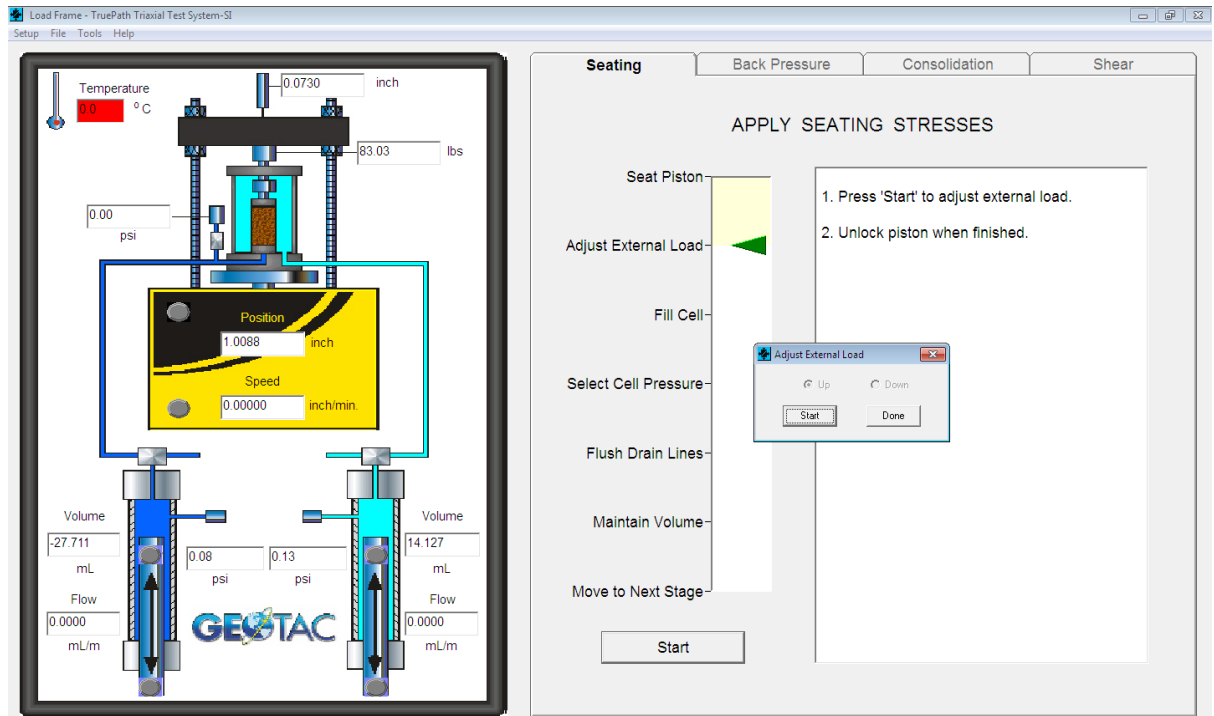 Load Frame - TruePath Triaxial Test System-SI
Setup File Tools Help
Temperature
0.0 ° C
0.0730 inch
83.03 lbs
0.00
psi
Position
1.0088 inch
Speed
0.00000 inch/min.
Volume
-27.711
mL
Flow
0.0000
mL/m
0.08
psi
0.13
psi
GEOTAC
Volume
14.127
mL
Flow
0.0000
mL/m
Seating Back Pressure Consolidation Shear
APPLY SEATING STRESSES
Seat Piston
Adjust External Load
Fill Cell
Select Cell Pressure
Flush Drain Lines
Maintain Volume
Move to Next Stage
Start
1. Press 'Start' to adjust external load.
2. Unlock piston when finished.
Adjust External Load
Up Down
Start Done